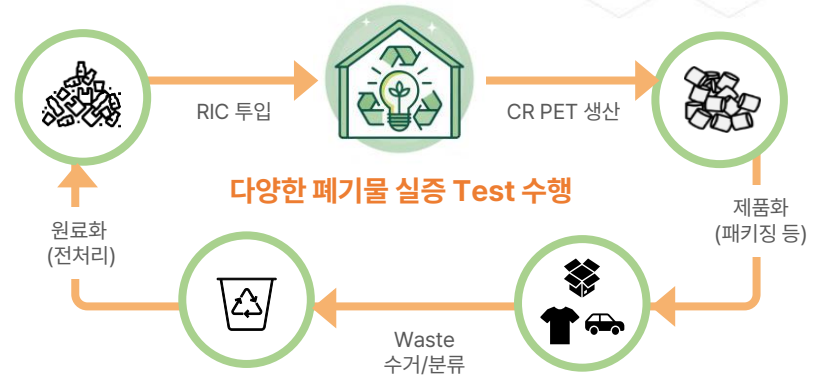 RIC 투입
CR PET 생산
다양한 폐기물 실증 Test 수행
제품화
(패키징 등)
원료화
(전처리)
Waste
수거/분류